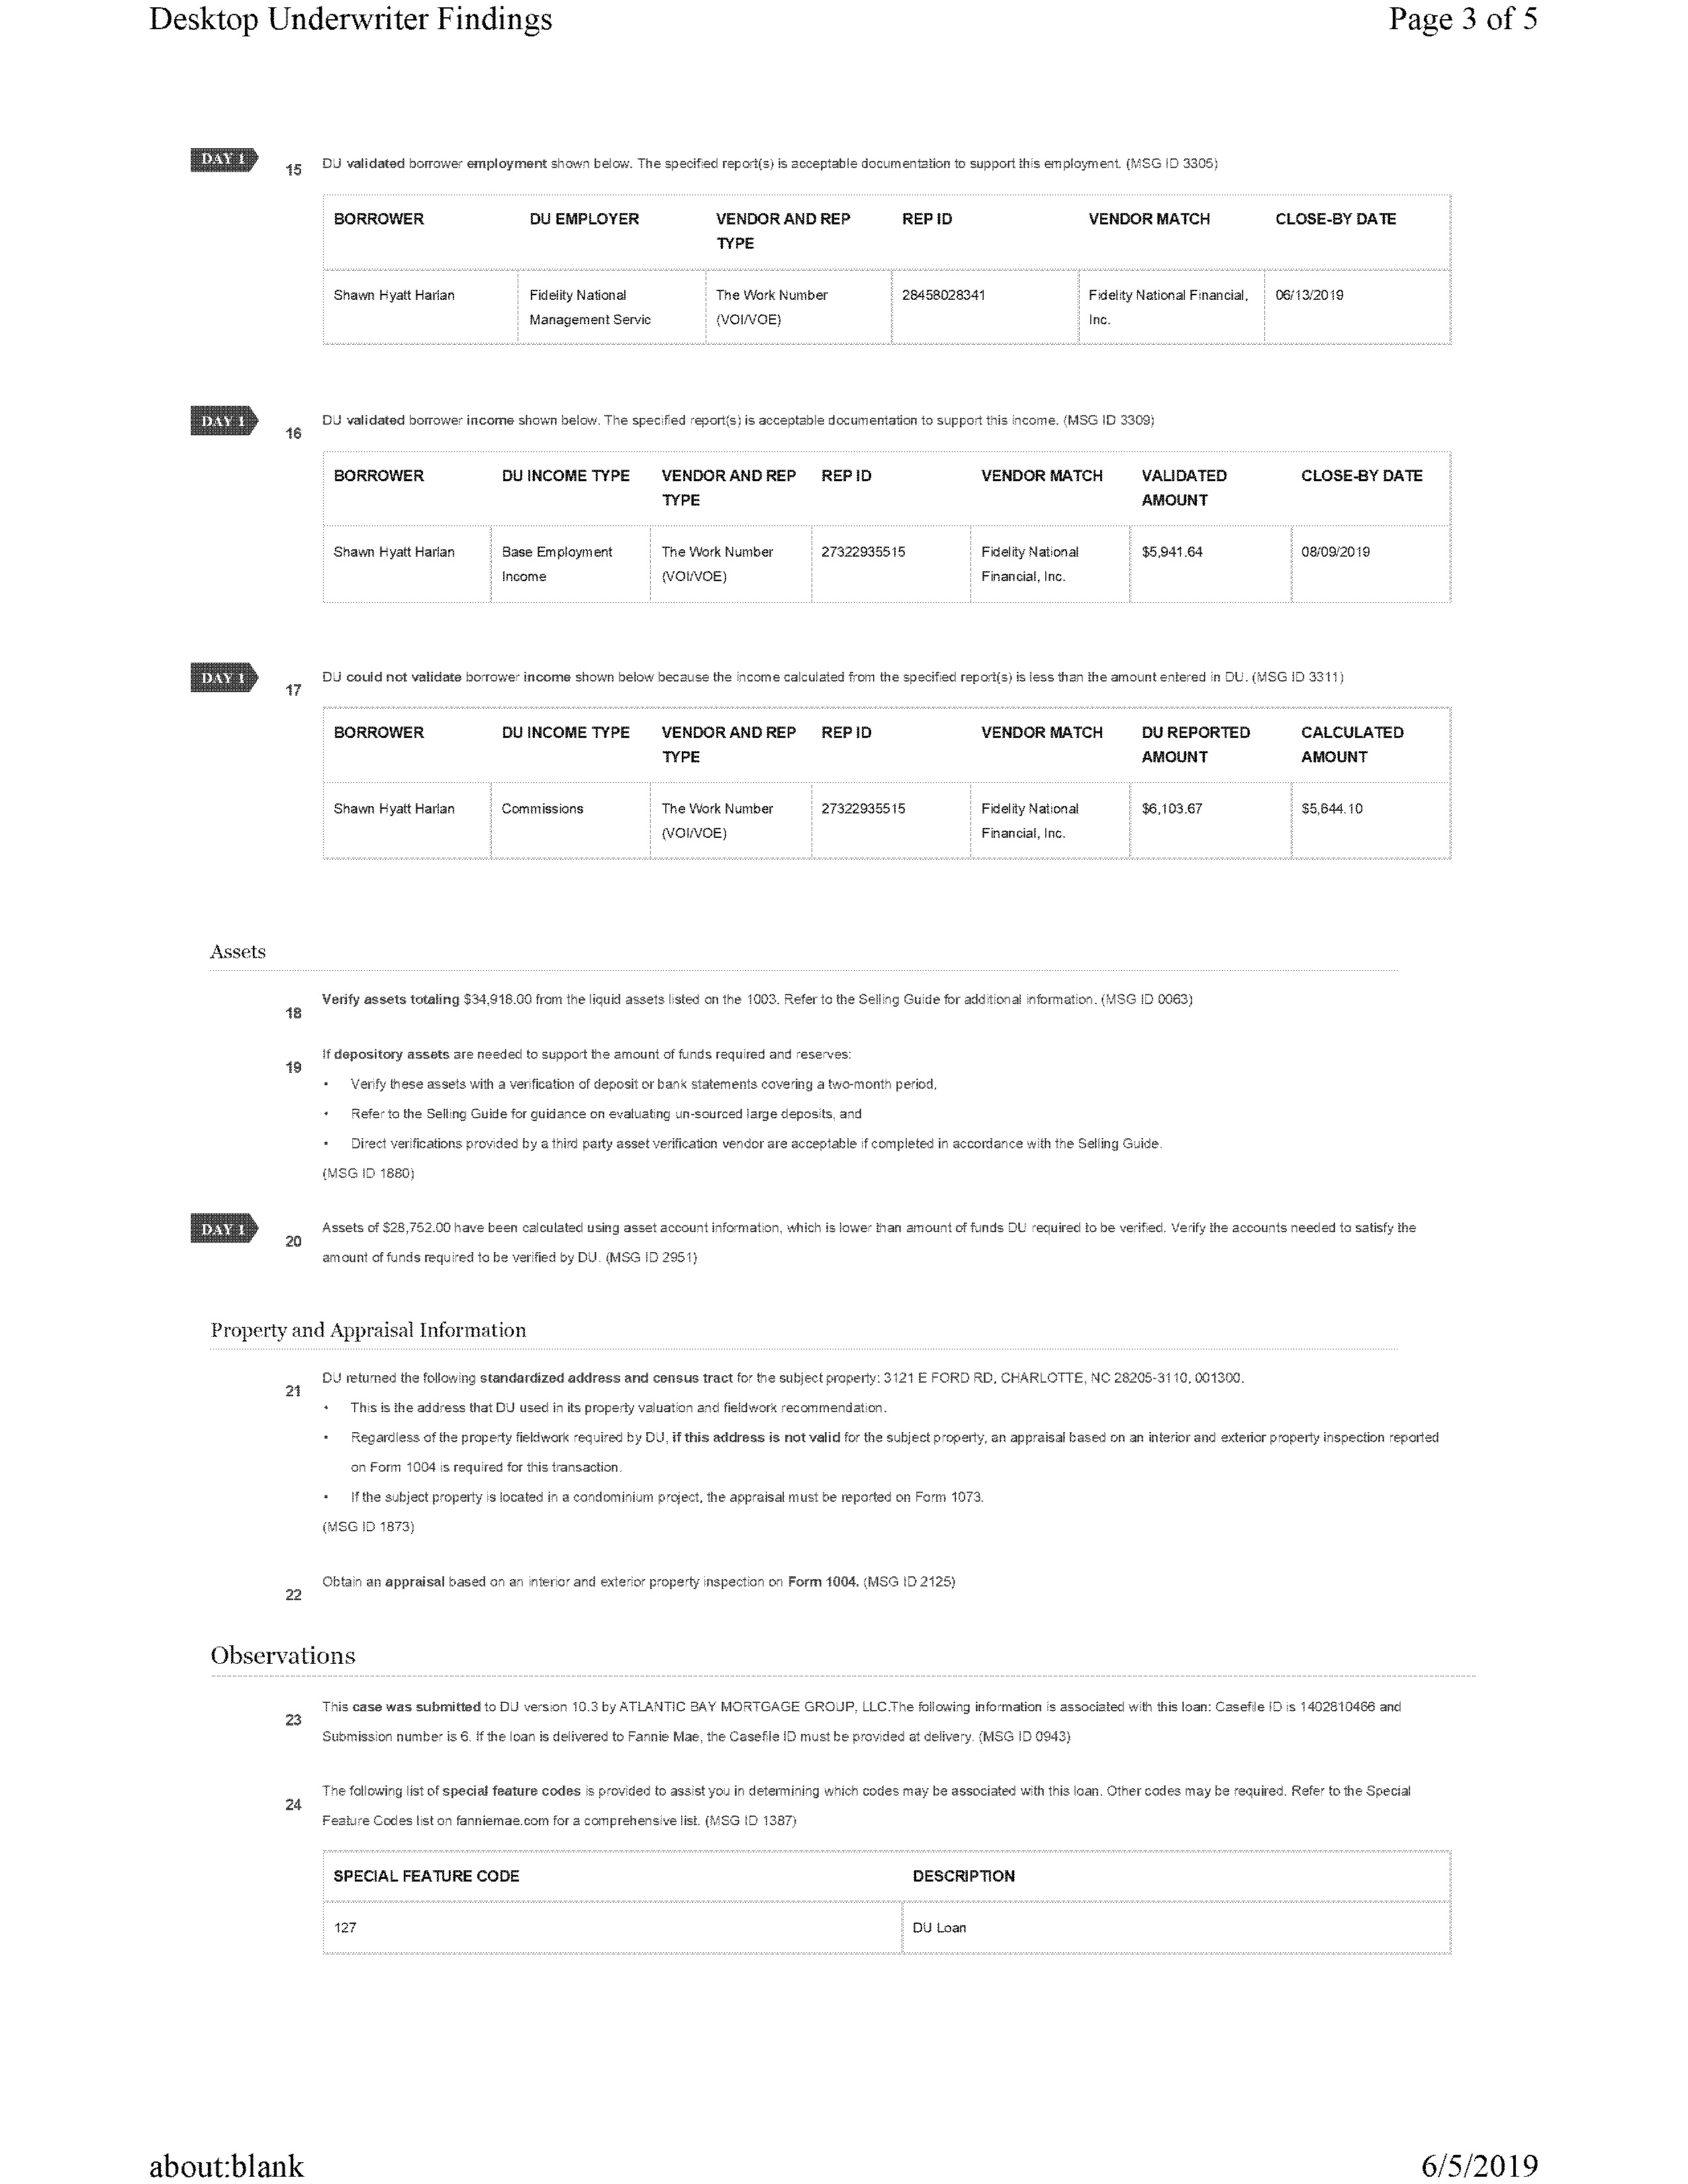 Desktop Underwriter Findings
Page 3 of 5
DAY 1
15
DU validated borrower employment shown below. The specified report(s) is acceptable documentation to support this employment. (MSG ID 3305)
BORROWER DU EMPLOYER VENDOR AND REP REP ID VENDOR MATCH CLOSE-BY DATE
TYPE
Shawn Hyatt Harlan Fidelity National The Work Number 28458028341 Fidelity National Financial, 06/13/2019
Management Servic (VOI/VOE) Inc.
DAY 1
16
DU validated borrower income shown below. The specified report(s) is acceptable documentation to support this income. (MSG ID 3309)
BORROWER DU INCOME TYPE VENDOR AND REP REP ID VENDOR MATCH VALIDATED CLOSE-BY DATE
TYPE AMOUNT
Shawn Hyatt Harlan Base Employment The Work Number 27322935515 Fidelity National $5,941.64 08/09/2019
Income (VOI/VOE) Financial, Inc.
DAY 1
17
DU could not validate borrower income shown below because the income calculated from the specified report(s) is less than the amount entered in DU. (MSG ID 3311)
BORROWER DU INCOME TYPE VENDOR AND REP REP ID VENDOR MATCH DU REPORTED CALCULATED
TYPE AMOUNT AMOUNT
Shawn Hyatt Harlan Commissions The Work Number 27322935515 Fidelity National $6,103.67 $5,644.10
(VOI/VOE) Financial, Inc.
Assets
18
Verify assets totaling $34,918.00 from the liquid assets listed on the 1003. Refer to the Selling Guide for additional information. (MSG ID 0063)
19
If depository assets are needed to support the amount of funds required and reserves:
• Verify these assets with a verification of deposit or bank statements covering a two-month period,
• Refer to the Selling Guide for guidance on evaluating un-sourced large deposits, and
• Direct verifications provided by a third party asset verification vendor are acceptable if completed in accordance with the Selling Guide.
(MSG ID 1880)
DAY 1
20
Assets of $28,752.00 have been calculated using asset account information, which is lower than amount of funds DU required to be verified. Verify the accounts needed to satisfy the
amount of funds required to be verified by DU. (MSG ID 2951)
Property and Appraisal Information
21
DU returned the following standardized address and census tract for the subject property: 3121 E FORD RD, CHARLOTTE, NC 28205-3110, 001300.
• This is the address that DU used in its property valuation and fieldwork recommendation.
• Regardless of the property fieldwork required by DU, if this address is not valid for the subject property, an appraisal based on an interior and exterior property inspection reported
on Form 1004 is required for this transaction.
• If the subject property is located in a condominium project, the appraisal must be reported on Form 1073.
(MSG ID 1873)
22
Obtain an appraisal based on an interior and exterior property inspection on Form 1004. (MSG ID 2125)
Observations
23
This case was submitted to DU version 10.3 by ATLANTIC BAY MORTGAGE GROUP, LLC.The following information is associated with this loan: Casefile ID is 1402810466 and
Submission number is 6. If the loan is delivered to Fannie Mae, the Casefile ID must be provided at delivery. (MSG ID 0943)
24
The following list of special feature codes is provided to assist you in determining which codes may be associated with this loan. Other codes may be required. Refer to the Special
Feature Codes list on fanniemae.com for a comprehensive list. (MSG ID 1387)
SPECIAL FEATURE CODE DESCRIPTION
127 DU Loan
about:blank
6/5/2019